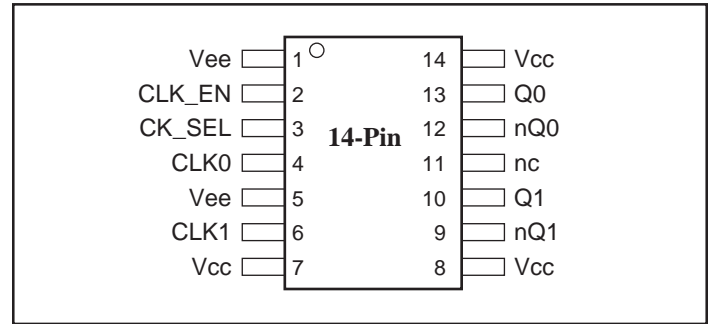 Vee 1 14 Vcc
CLK_EN 2 13 Q0
CK_SEL 3 14-Pin 12 nQ0
CLK0 4 11 nc
Vee 5 10 Q1
CLK1 6 9 nQ1
Vcc 7 8 Vcc